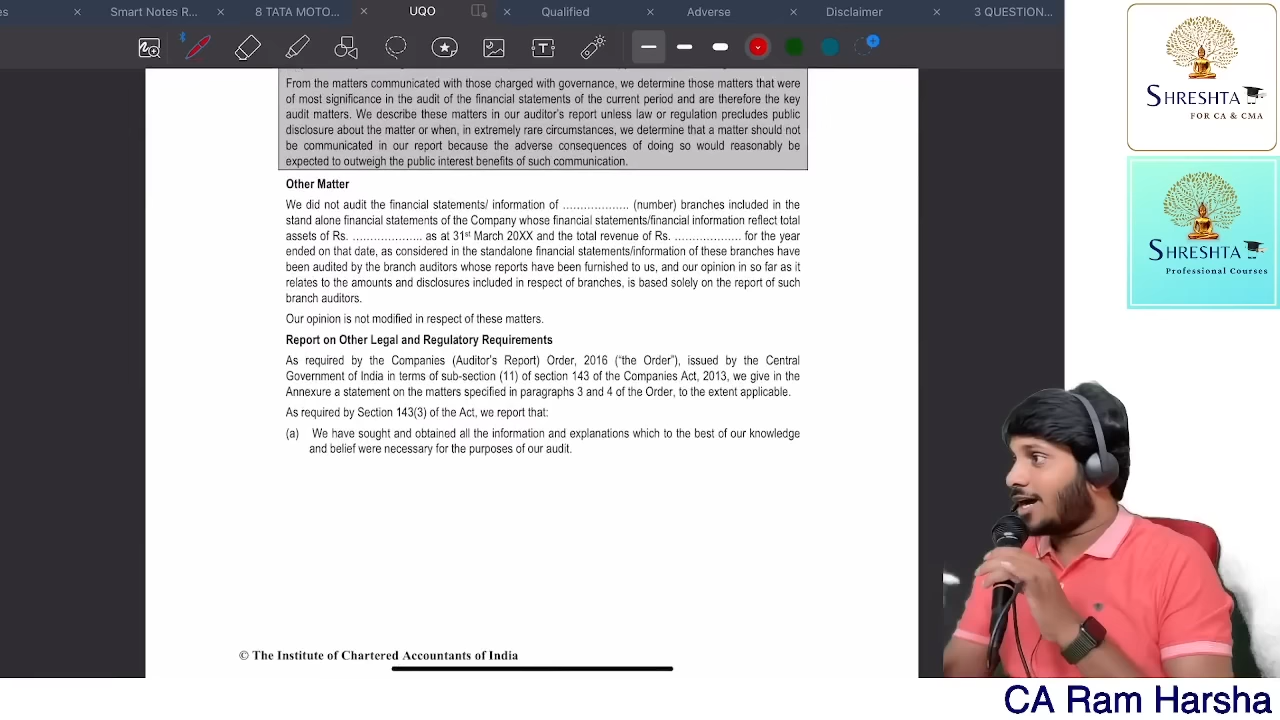 es
Smart Notes R...
8 TATA MOTO...
UQO
Qualified
Adverse
Disclaimer
3 QUESTION...
From the matters communicated with those charged with governance, we determine those matters that were
of most significance in the audit of the financial statements of the current period and are therefore the key
audit matters. We describe these matters in our auditor's report unless law or regulation precludes public
disclosure about the matter or when, in extremely rare circumstances, we determine that a matter should not
be communicated in our report because the adverse consequences of doing so would reasonably be
expected to outweigh the public interest benefits of such communication.
Other Matter
We did not audit the financial statements/ information of ……………….. (number) branches included in the
stand alone financial statements of the Company whose financial statements/financial information reflect total
assets of Rs. ………………… as at 31st March 20XX and the total revenue of Rs. ……………….. for the year
ended on that date, as considered in the standalone financial statements/information of these branches have
been audited by the branch auditors whose reports have been furnished to us, and our opinion in so far as it
relates to the amounts and disclosures included in respect of branches, is based solely on the report of such
branch auditors.
Our opinion is not modified in respect of these matters.
Report on Other Legal and Regulatory Requirements
As required by the Companies (Auditor's Report) Order, 2016 ("the Order"), issued by the Central
Government of India in terms of sub-section (11) of section 143 of the Companies Act, 2013, we give in the
Annexure a statement on the matters specified in paragraphs 3 and 4 of the Order, to the extent applicable.
As required by Section 143(3) of the Act, we report that:
(a) We have sought and obtained all the information and explanations which to the best of our knowledge
and belief were necessary for the purposes of our audit.
© The Institute of Chartered Accountants of India
SHRESHTA
FOR CA & CMA
SHRESHTA
Professional Courses
CA Ram Harsha